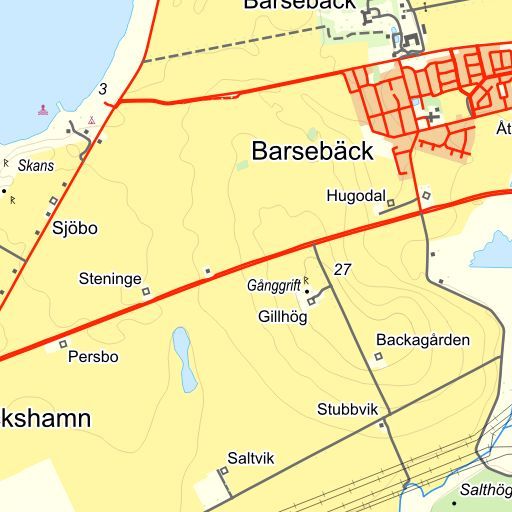 Barsebäck
3
Åt
Barsebäck
Skans
Hugodal
Sjöbo
27
Steninge
Gånggrift
Gillhög
Backagården
Persbo
Stubbvik
kshamn
Saltvik
Salthög